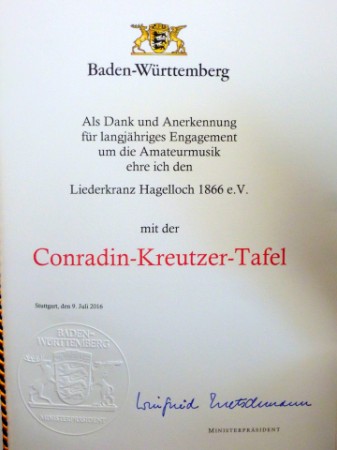 Baden-Württemberg
Als Dank und Anerkennung
für langjähriges Engagement
um die Amateurmusik
ehre ich den
Liederkranz Hagelloch 1866 e.V.
mit der
Conradin-Kreutzer-Tafel
Stuttgart, den 9. Juli 2016
BADEN-
WÜRTTEMBERG
MINISTERPRÄSIDENT
Winfried Kretschmann
MINISTERPRÄSIDENT